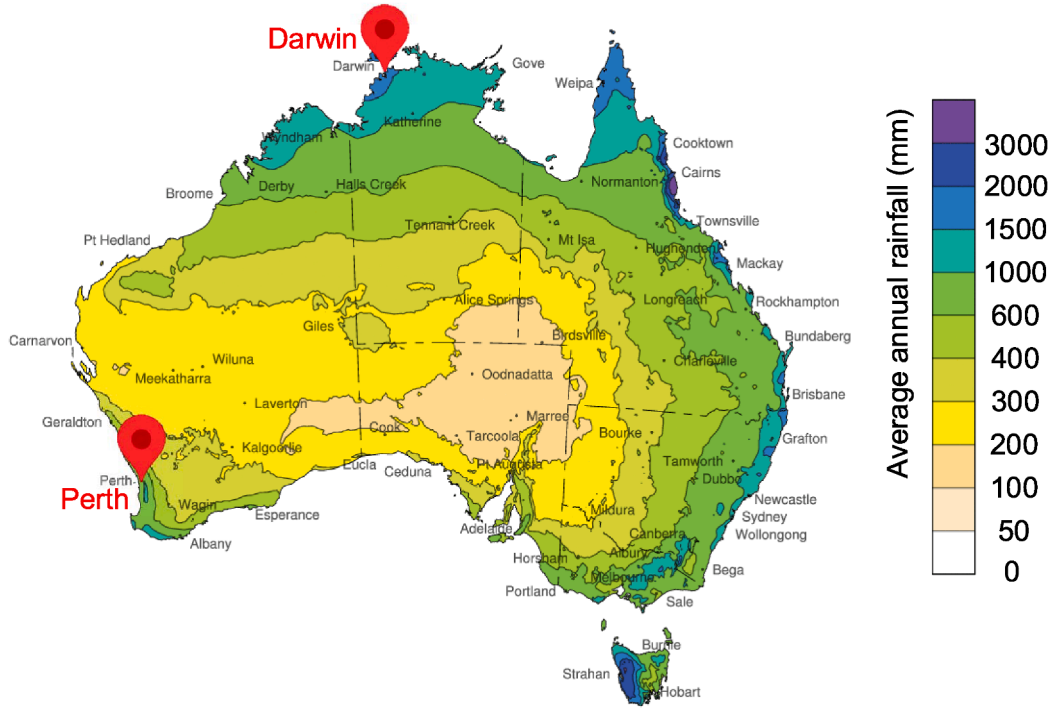 Darwin
Darwin
Gove
Weipa
Katherine
Wyndham
Cooktown
Cairns
Broome
Derby
Halls Creek
Normanton
Townsville
Pt Hedland
Tennant Creek
Mt Isa
Hughenden
Mackay
Alice Springs
Longreach
Rockhampton
Carnarvon
Giles
Birdsville
Bundaberg
Wiluna
Meekatharra
Oodnadatta
Charleville
Geraldton
Laverton
Marree
Brisbane
Kalgoorlie
Cook
Tarcoola
Bourke
Grafton
Perth
Perth
Eucla
Ceduna
Pt Augusta
Tamworth
Dubbo
Wagin
Esperance
Mildura
Newcastle
Sydney
Albany
Adelaide
Canberra
Wollongong
Horsham
Albury
Melbourne
Bega
Portland
Sale
Burnie
Strahan
Hobart
Average annual rainfall (mm)
3000
2000
1500
1000
600
400
300
200
100
50
0